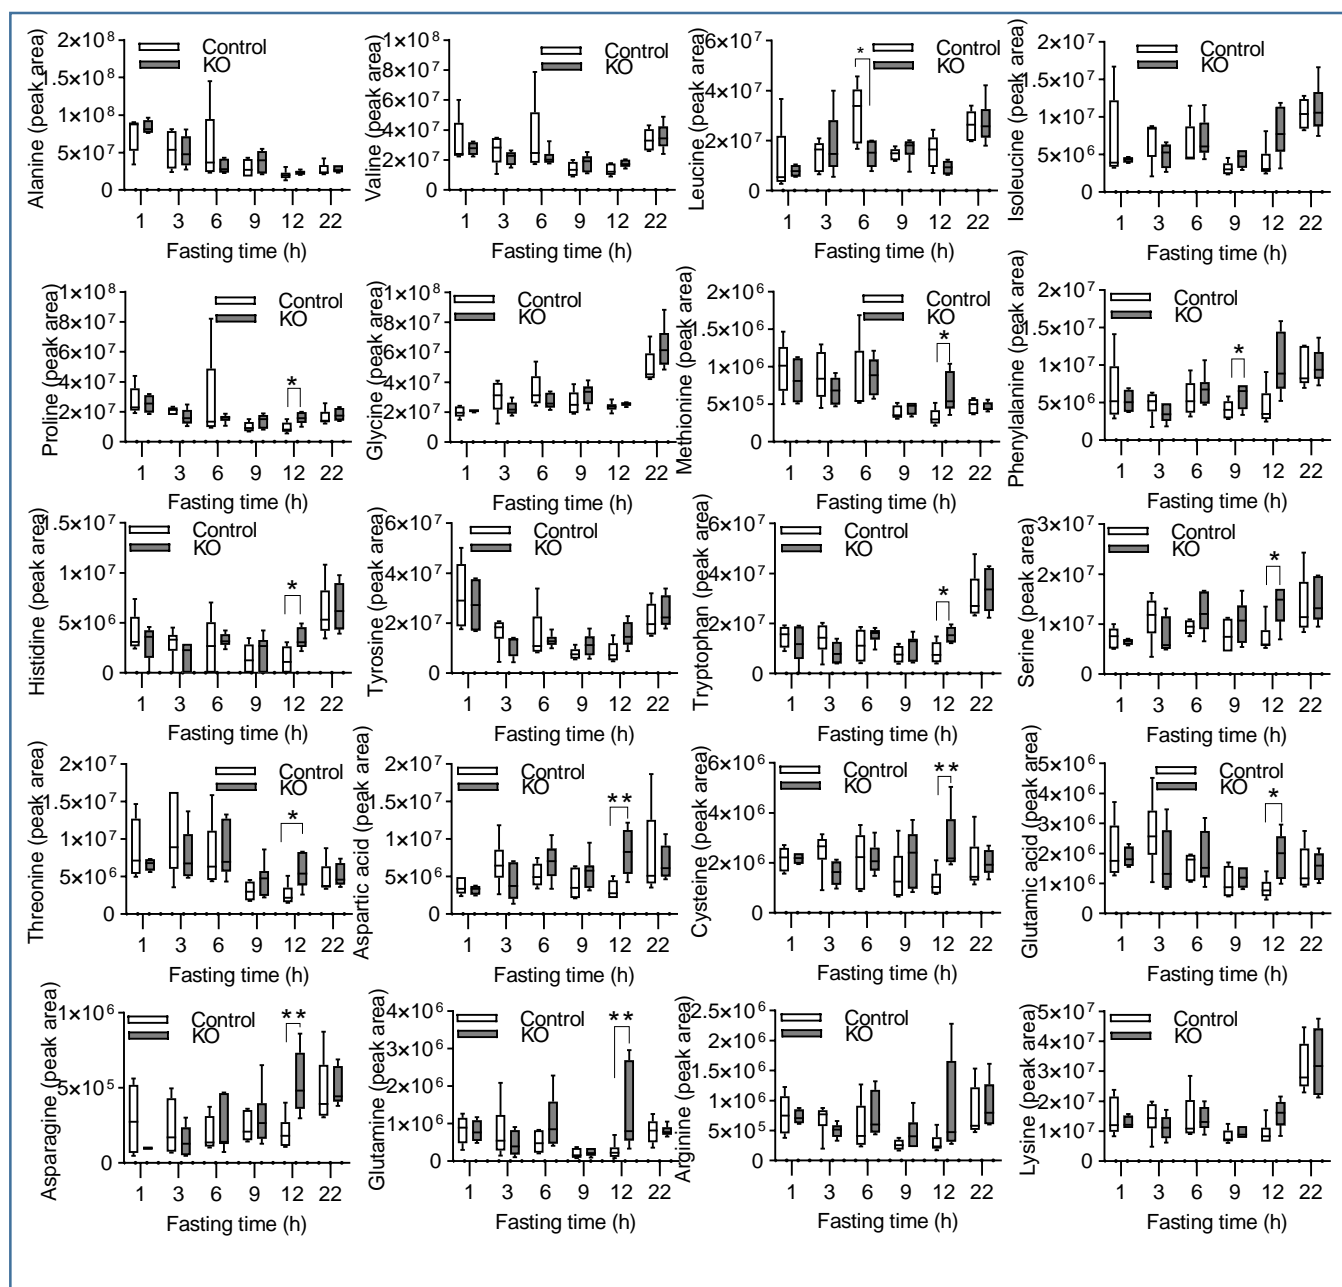 Alanine (peak area)
2×10⁸
1.5×10⁸
1×10⁸
5×10⁷
0
Control
KO
1 3 6 9 12 22
Fasting time (h)
Valine (peak area)
1×10⁸
8×10⁷
6×10⁷
4×10⁷
2×10⁷
0
Control
KO
1 3 6 9 12 22
Fasting time (h)
Leucine (peak area)
6×10⁷
4×10⁷
2×10⁷
0
*
Control
KO
1 3 6 9 12 22
Fasting time (h)
Isoleucine (peak area)
2×10⁷
1.5×10⁷
1×10⁷
5×10⁶
0
Control
KO
1 3 6 9 12 22
Fasting time (h)
Proline (peak area)
1×10⁸
8×10⁷
6×10⁷
4×10⁷
2×10⁷
0
Control
KO
*
1 3 6 9 12 22
Fasting time (h)
Glycine (peak area)
1×10⁸
8×10⁷
6×10⁷
4×10⁷
2×10⁷
0
Control
KO
1 3 6 9 12 22
Fasting time (h)
Methionine (peak area)
2×10⁶
1.5×10⁶
1×10⁶
5×10⁵
0
Control
KO
*
1 3 6 9 12 22
Fasting time (h)
Phenylalanine (peak area)
2×10⁷
1.5×10⁷
1×10⁷
5×10⁶
0
Control
KO
*
1 3 6 9 12 22
Fasting time (h)
Histidine (peak area)
1.5×10⁷
1×10⁷
5×10⁶
0
Control
KO
*
1 3 6 9 12 22
Fasting time (h)
Tyrosine (peak area)
6×10⁷
4×10⁷
2×10⁷
0
Control
KO
1 3 6 9 12 22
Fasting time (h)
Tryptophan (peak area)
6×10⁷
4×10⁷
2×10⁷
0
Control
KO
*
1 3 6 9 12 22
Fasting time (h)
Serine (peak area)
3×10⁷
2×10⁷
1×10⁷
0
Control
KO
*
1 3 6 9 12 22
Fasting time (h)
Threonine (peak area)
2×10⁷
1.5×10⁷
1×10⁷
5×10⁶
0
Control
KO
*
1 3 6 9 12 22
Fasting time (h)
Aspartic acid (peak area)
2×10⁷
1.5×10⁷
1×10⁷
5×10⁶
0
Control
KO
**
1 3 6 9 12 22
Fasting time (h)
Cysteine (peak area)
6×10⁶
4×10⁶
2×10⁶
0
Control
KO
**
1 3 6 9 12 22
Fasting time (h)
Glutamic acid (peak area)
5×10⁶
4×10⁶
3×10⁶
2×10⁶
1×10⁶
0
Control
KO
*
1 3 6 9 12 22
Fasting time (h)
Asparagine (peak area)
1×10⁶
5×10⁵
0
Control
KO
**
1 3 6 9 12 22
Fasting time (h)
Glutamine (peak area)
4×10⁶
3×10⁶
2×10⁶
1×10⁶
0
Control
KO
**
1 3 6 9 12 22
Fasting time (h)
Arginine (peak area)
2.5×10⁶
2×10⁶
1.5×10⁶
1×10⁶
5×10⁵
0
Control
KO
1 3 6 9 12 22
Fasting time (h)
Lysine (peak area)
5×10⁷
4×10⁷
3×10⁷
2×10⁷
1×10⁷
0
Control
KO
1 3 6 9 12 22
Fasting time (h)